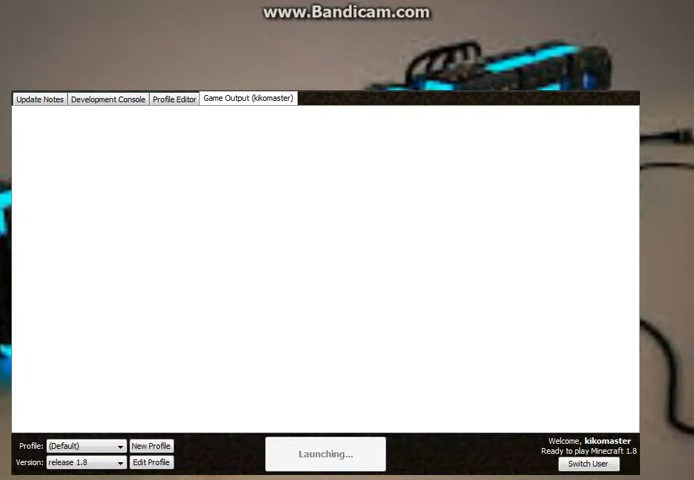 www.Bandicam.com
Update Notes Development Console Profile Editor Game Output (kikomaster)
Profile: (Default) New Profile
Version: release 1.8 Edit Profile
Launching...
Welcome, kikomaster
Ready to play Minecraft 1.8
Switch User